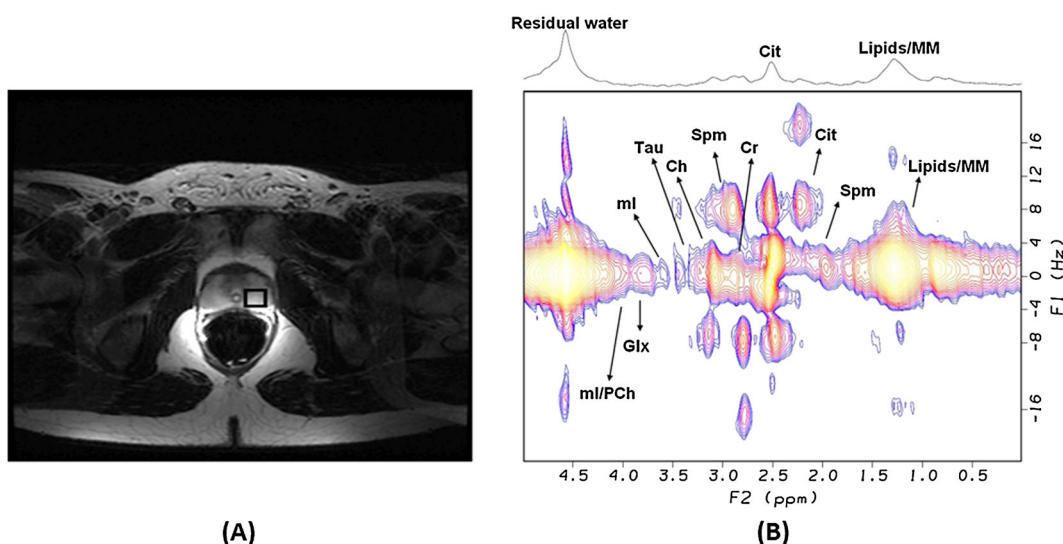 Residual water
Cit
Lipids/MM
Tau
Ch
Spm
Cr
Cit
mI
Spm
Lipids/MM
Glx
mI/PCh
16
12
8
4
0
-4
-8
-16
F1 (Hz)
4.5 4.0 3.5 3.0 2.5 2.0 1.5 1.0 0.5
F2 (ppm)
(A)
(B)